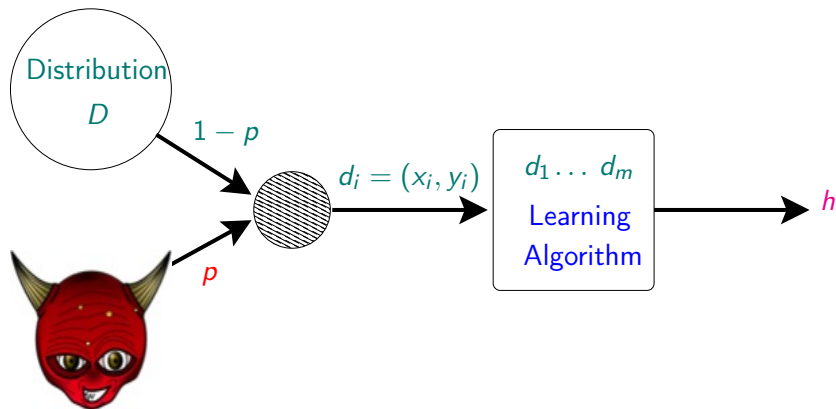 Distribution
D
1 − p
p
d_i = (x_i, y_i)
d_1 … d_m
Learning
Algorithm
h